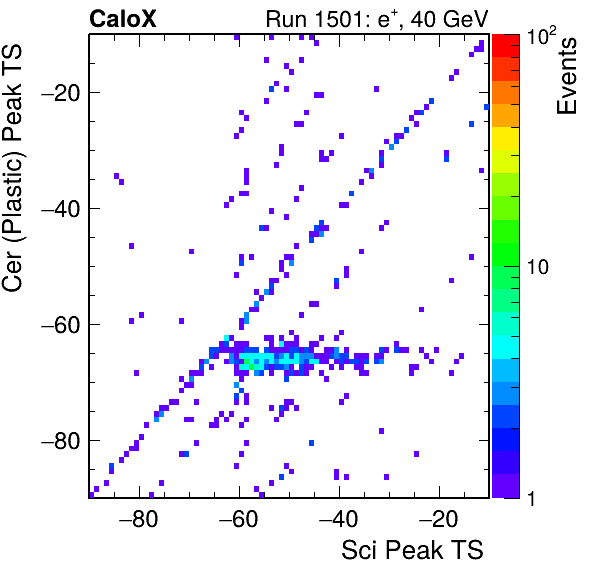 CaloX Run 1501: e⁺, 40 GeV
Cer (Plastic) Peak TS
−20
−40
−60
−80
−80 −60 −40 −20
Sci Peak TS
10²
10
1
Events